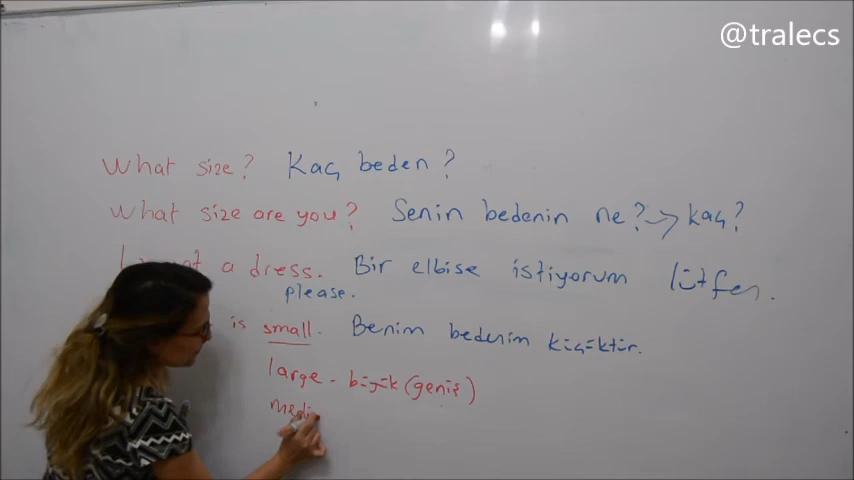 @tralecs
What size? Kaç beden?
What size are you? Senin bedenin ne? → kaç?
a dress. Bir elbise istiyorum lütfen.
please.
is small. Benim bedenim küçüktür.
large - büyük (geniş)
medi